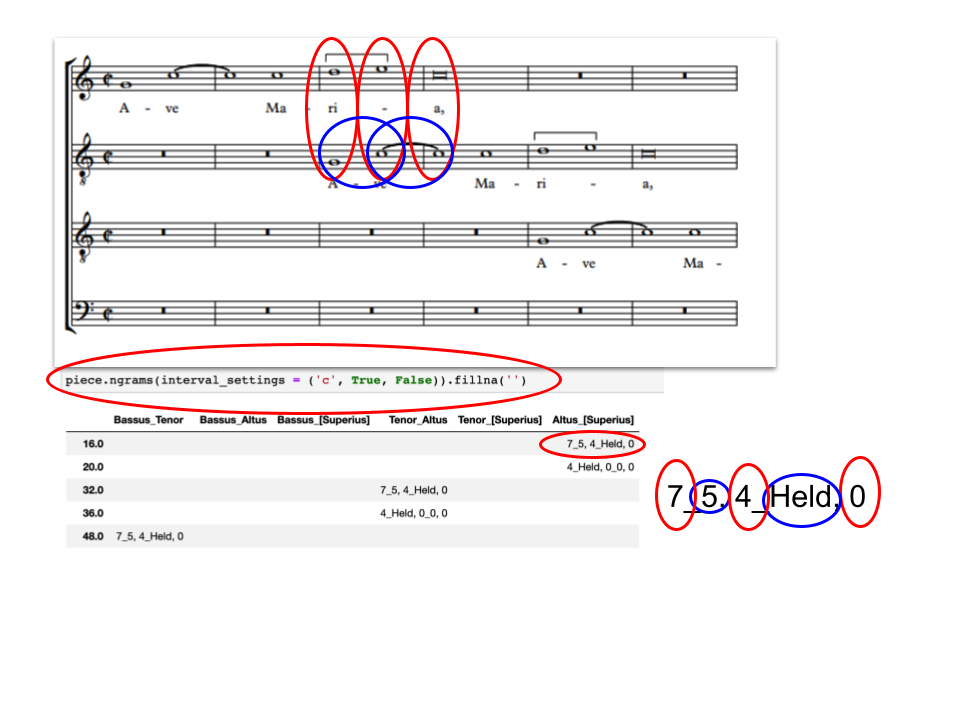 A - ve Ma - ri - a,
8
A - ve Ma - ri - a,
8
A - ve Ma -
piece.ngrams(interval_settings = ('c', True, False)).fillna('')
Bassus_Tenor Bassus_Altus Bassus_[Superius] Tenor_Altus Tenor_[Superius] Altus_[Superius]
16.0 7_5, 4_Held, 0
20.0 4_Held, 0_0, 0
32.0 7_5, 4_Held, 0
36.0 4_Held, 0_0, 0
48.0 7_5, 4_Held, 0
7_5, 4_Held, 0